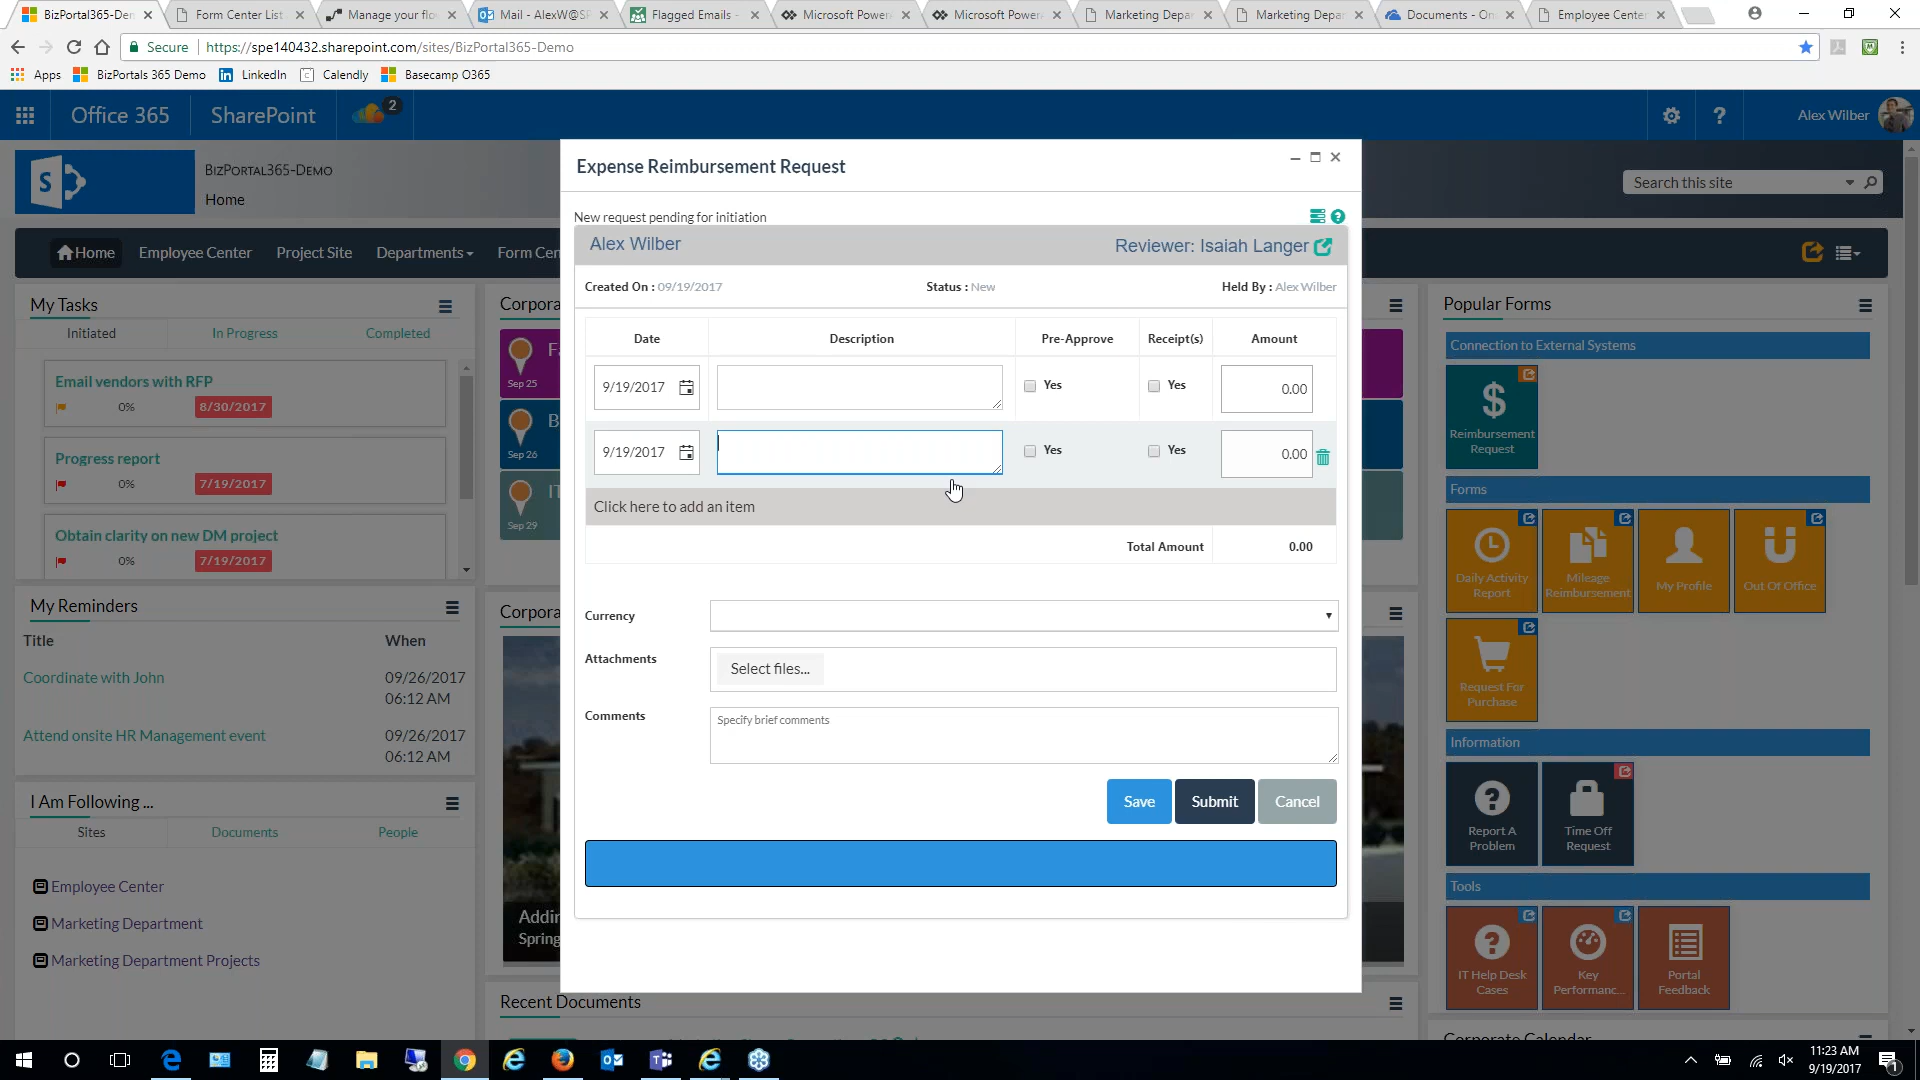 BizPortal365-Den
Form Center List
Manage your flo
Mail - AlexW@SP
Flagged Emails -
Microsoft Power
Microsoft Power
Marketing Depar
Marketing Depar
Documents - On
Employee Center
Secure
https://spe140432.sharepoint.com/sites/BizPortal365-Demo
Apps
BizPortals 365 Demo
LinkedIn
Calendly
Basecamp O365
Office 365
SharePoint
2
Alex Wilber
BizPortal365-Demo
Home
Search this site
Home
Employee Center
Project Site
Departments
Form Cen
Expense Reimbursement Request
New request pending for initiation
Alex Wilber
Reviewer: Isaiah Langer
Created On : 09/19/2017
Status : New
Held By : Alex Wilber
Date
Description
Pre-Approve
Receipt(s)
Amount
9/19/2017
Yes
Yes
0.00
9/19/2017
Yes
Yes
0.00
Click here to add an item
Total Amount
0.00
Currency
Attachments
Select files...
Comments
Specify brief comments
Save
Submit
Cancel
My Tasks
Initiated
In Progress
Completed
Email vendors with RFP
0%
8/30/2017
Progress report
0%
7/19/2017
Obtain clarity on new DM project
0%
7/19/2017
My Reminders
Title
When
Coordinate with John
09/26/2017
06:12 AM
Attend onsite HR Management event
09/26/2017
06:12 AM
I Am Following ...
Sites
Documents
People
Employee Center
Marketing Department
Marketing Department Projects
Corpora
Sep 25
F
Sep 26
B
Sep 29
IT
Corpora
Addin
Spring
Recent Documents
Popular Forms
Connection to External Systems
Reimbursement
Request
Forms
Daily Activity
Report
Mileage
Reimbursement
My Profile
Out Of Office
Request For
Purchase
Information
Report A
Problem
Time Off
Request
Tools
IT Help Desk
Cases
Key
Performanc...
Portal
Feedback
Corporate Calendar
11:23 AM
9/19/2017
1